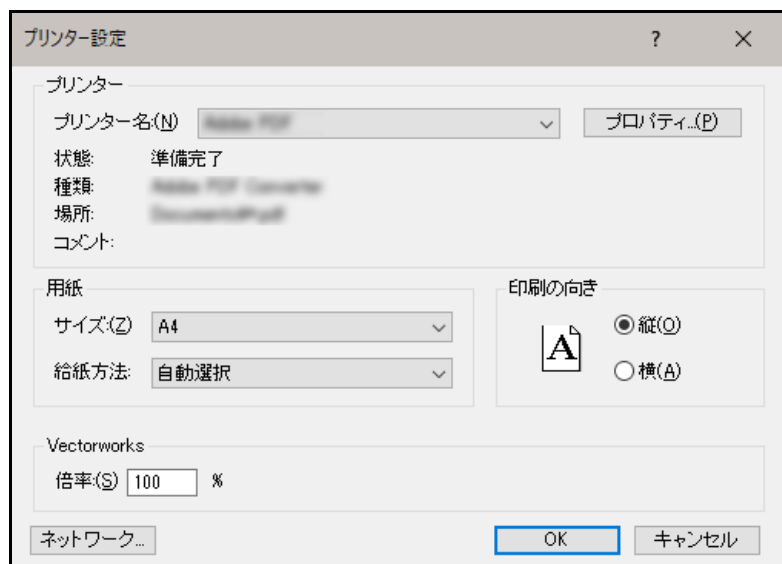 プリンター設定 ?
プリンター
プリンター名:(N) プロパティ...(P)
状態: 準備完了
種類:
場所:
コメント:
用紙
サイズ:(Z) A4
給紙方法: 自動選択
印刷の向き
A
縦(O)
横(A)
Vectorworks
倍率:(S) 100 %
ネットワーク... OK キャンセル